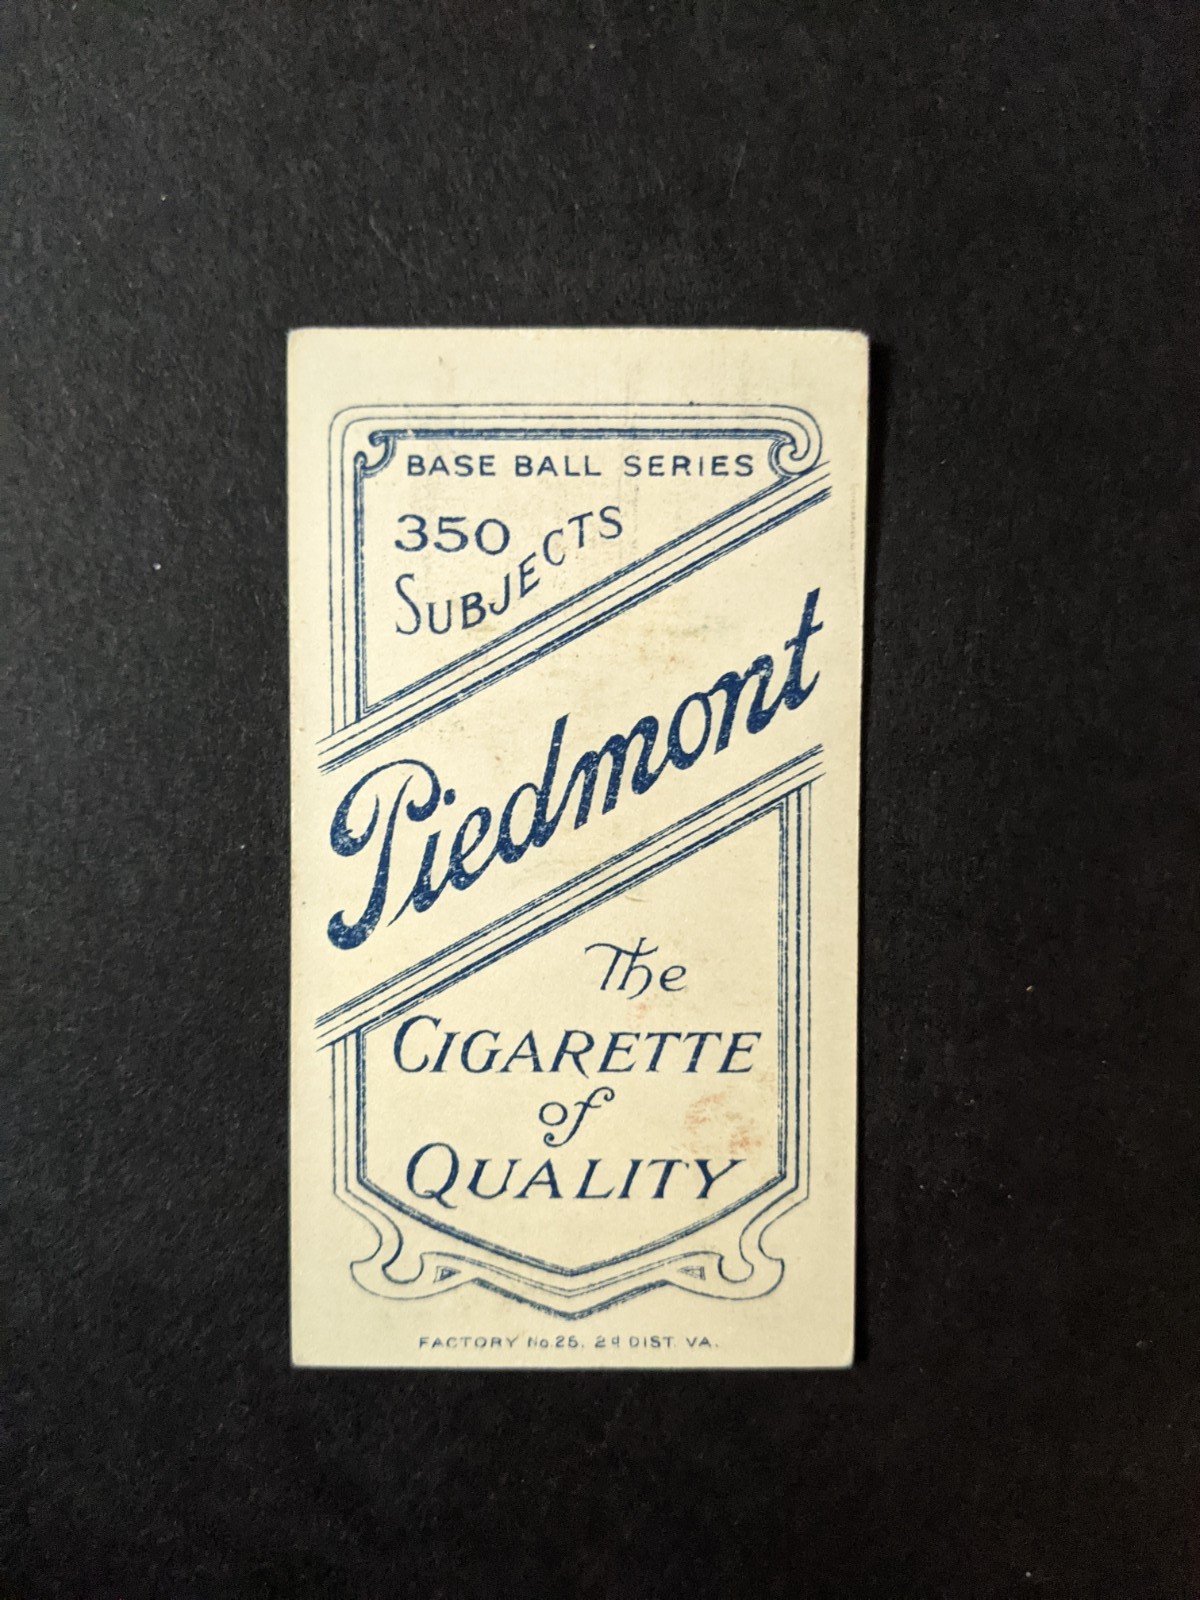 BASE BALL SERIES
350
SUBJECTS
Piedmont
The
CIGARETTE
of
QUALITY
FACTORY No. 25, 2d DIST. VA.